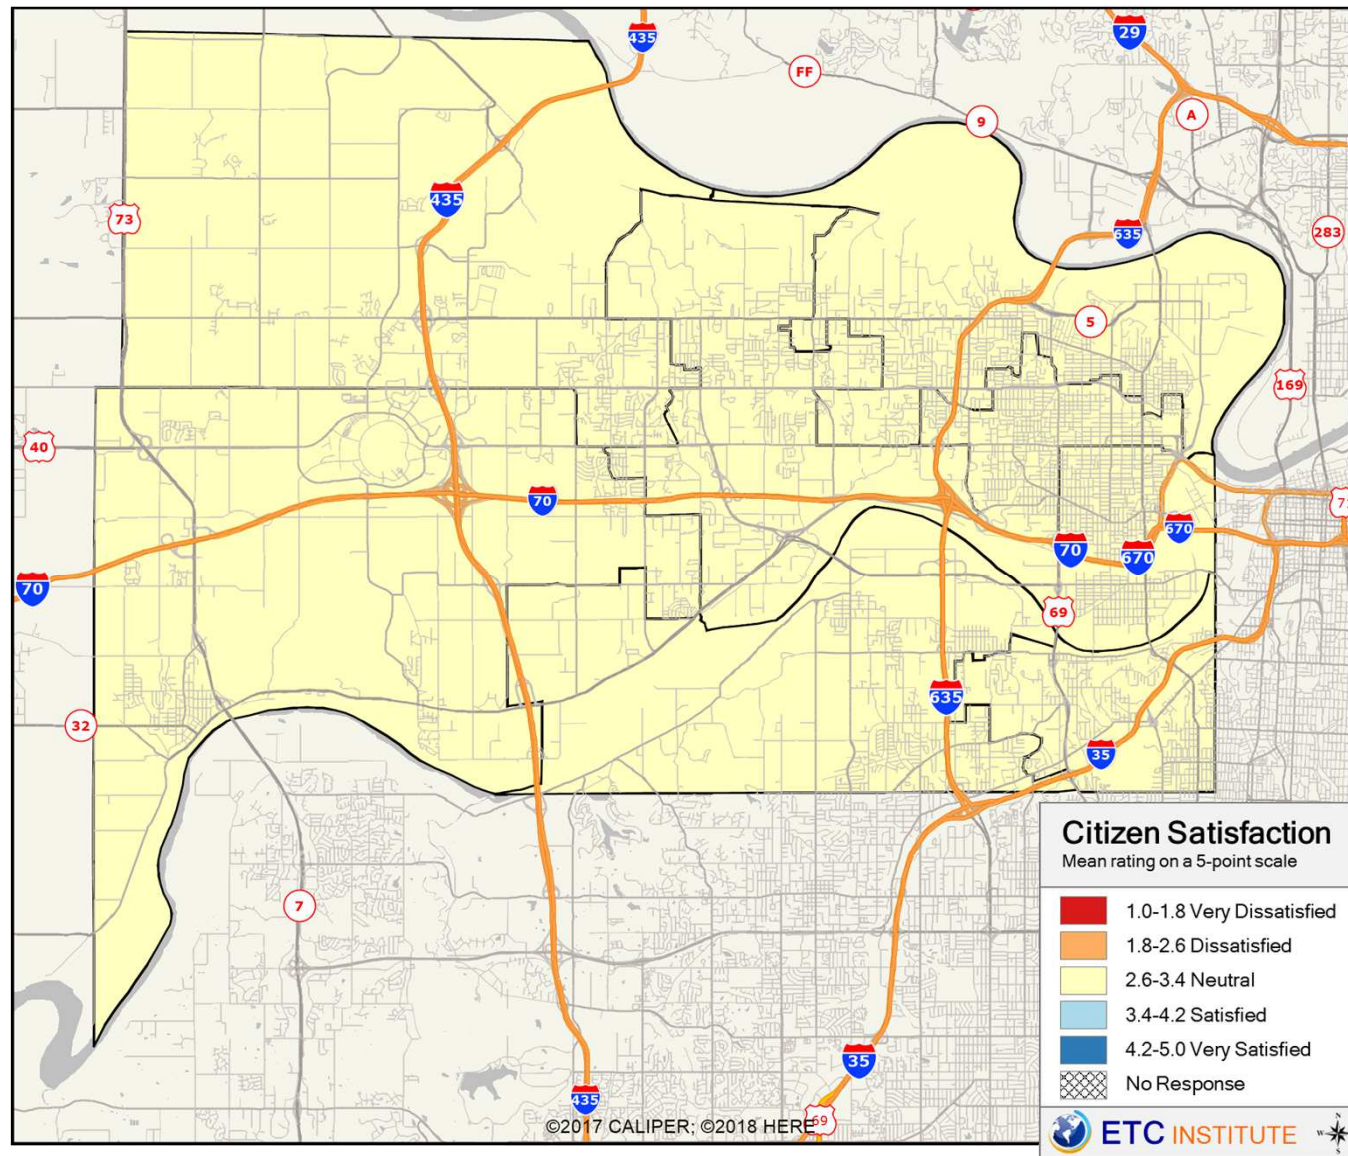 435
29
FF
A
9
435
73
635
283
5
169
40
70
71
670
70
670
70
69
635
32
35
7
35
435
69
©2017 CALIPER; ©2018 HERE
Citizen Satisfaction
Mean rating on a 5-point scale
1.0-1.8 Very Dissatisfied
1.8-2.6 Dissatisfied
2.6-3.4 Neutral
3.4-4.2 Satisfied
4.2-5.0 Very Satisfied
No Response
ETC INSTITUTE
N
W
S